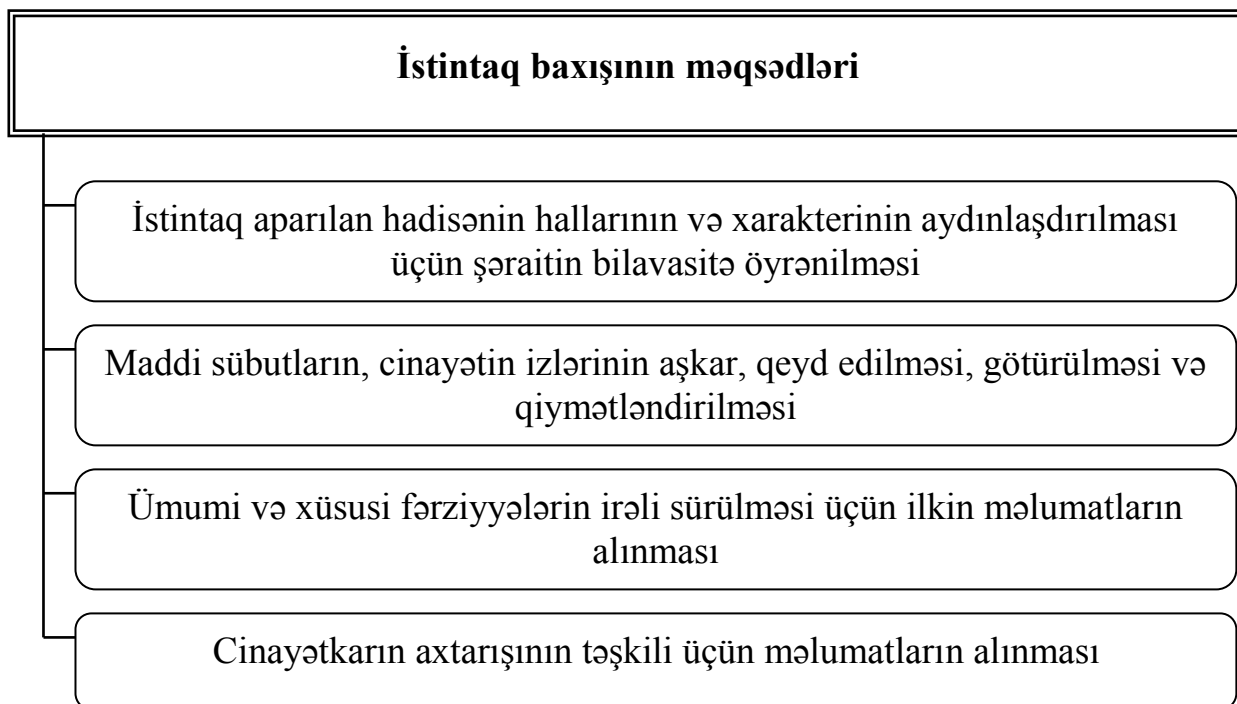 İstintaq baxışının məqsədləri
İstintaq aparılan hadisənin hallarının və xarakterinin aydınlaşdırılması
üçün şəraitin bilavasitə öyrənilməsi
Maddi sübutların, cinayətin izlərinin aşkar, qeyd edilməsi, götürülməsi və
qiymətləndirilməsi
Ümumi və xüsusi fərziyyələrin irəli sürülməsi üçün ilkin məlumatların
alınması
Cinayətkarın axtarışının təşkili üçün məlumatların alınması